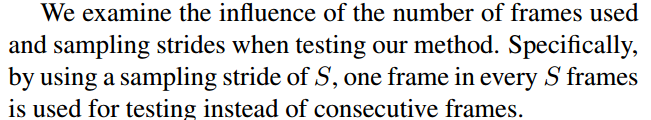 We examine the influence of the number of frames used
and sampling strides when testing our method. Specifically,
by using a sampling stride of S, one frame in every S frames
is used for testing instead of consecutive frames.